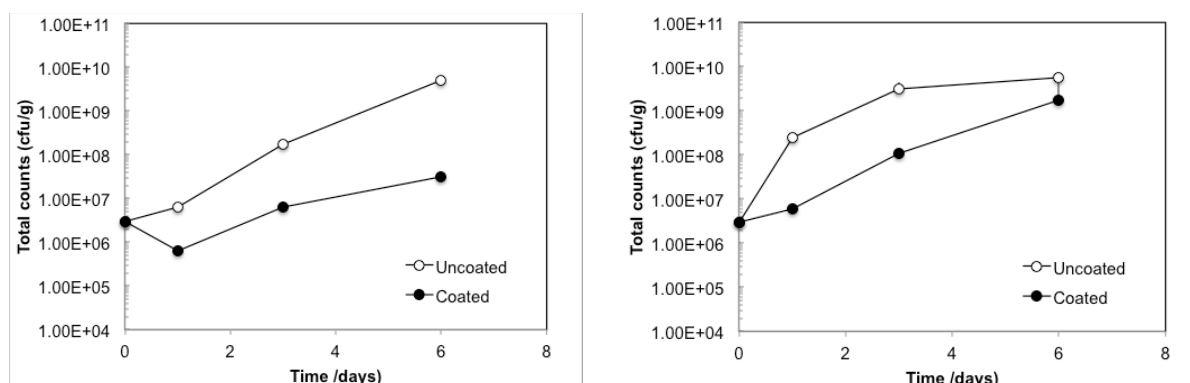 1.00E+11
1.00E+10
1.00E+09
1.00E+08
1.00E+07
1.00E+06
1.00E+05
1.00E+04
Total counts (cfu/g)
Uncoated
Coated
0 2 4 6 8
Time /days)
1.00E+11
1.00E+10
1.00E+09
1.00E+08
1.00E+07
1.00E+06
1.00E+05
1.00E+04
Total counts (cfu/g)
Uncoated
Coated
0 2 4 6 8
Time /days)